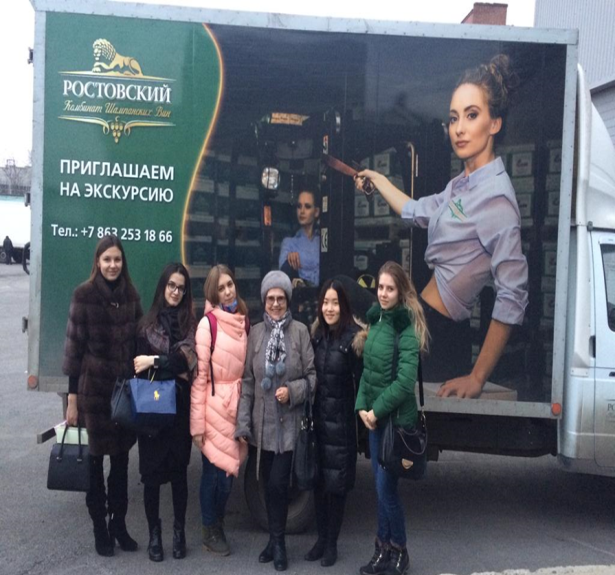 РОСТОВСКИЙ
Комбинат Шампанских Вин
ПРИГЛАШАЕМ
НА ЭКСКУРСИЮ
Тел.: +7 863 253 18 66